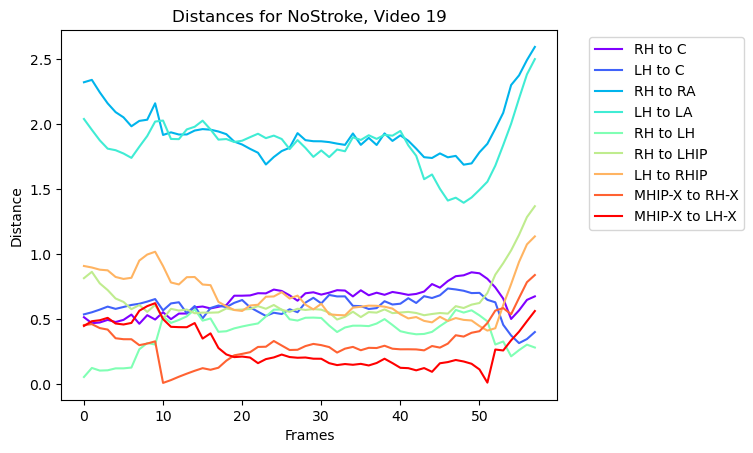 Distances for NoStroke, Video 19
Distance
2.5
2.0
1.5
1.0
0.5
0.0
0 10 20 30 40 50
Frames
RH to C
LH to C
RH to RA
LH to LA
RH to LH
RH to LHIP
LH to RHIP
MHIP-X to RH-X
MHIP-X to LH-X